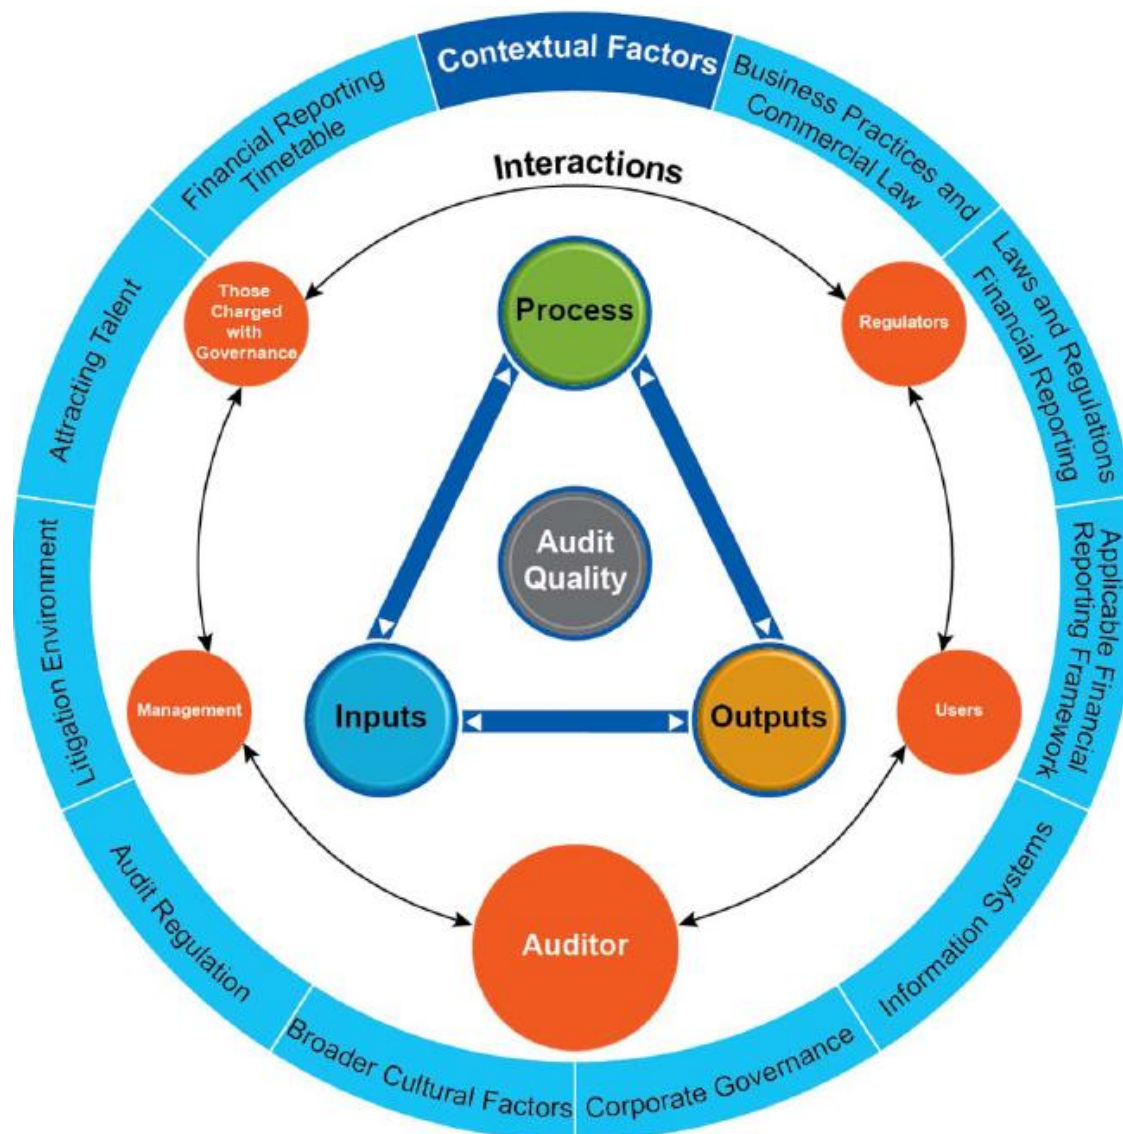 Contextual Factors
Business Practices and
Commercial Law
Laws and Regulations
Financial Reporting
Applicable Financial
Reporting Framework
Information Systems
Corporate Governance
Broader Cultural Factors
Audit Regulation
Litigation Environment
Attracting Talent
Financial Reporting
Timetable
Interactions
Those
Charged
with
Governance
Regulators
Process
Audit
Quality
Management
Inputs
Outputs
Users
Auditor